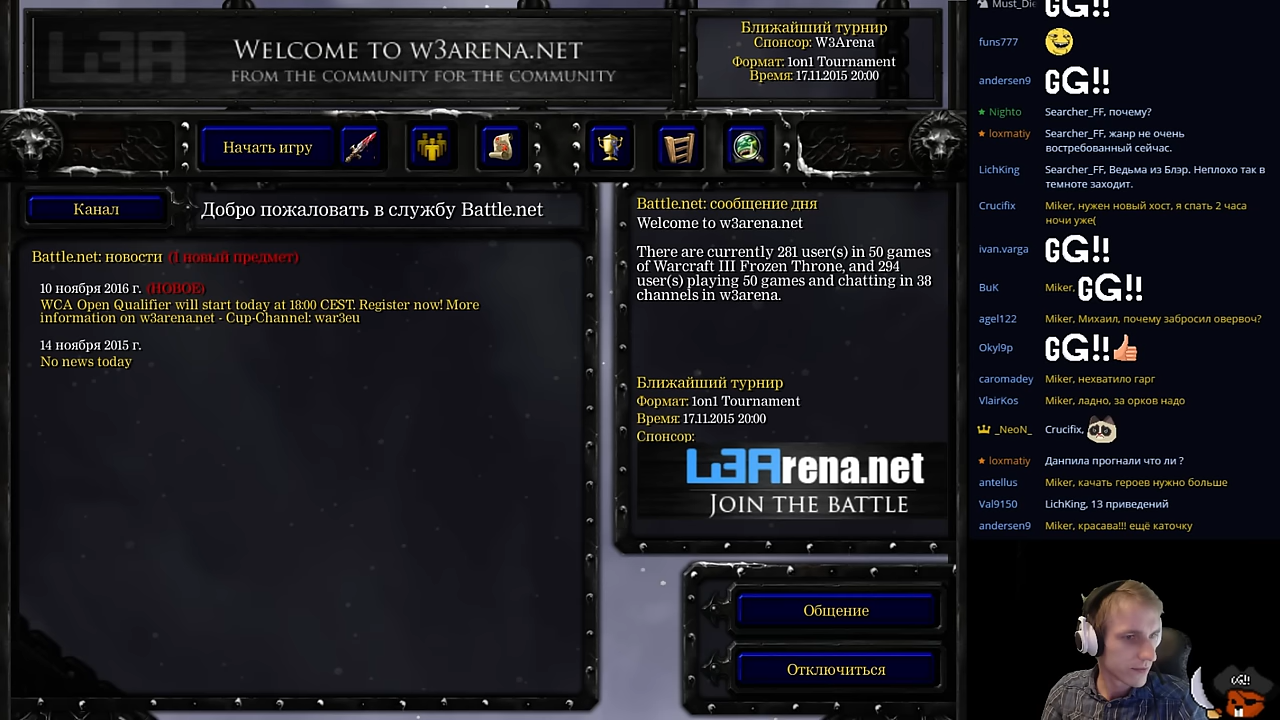 W3A
WELCOME TO W3ARENA.NET
FROM THE COMMUNITY FOR THE COMMUNITY
Ближайший турнир
Спонсор: W3Arena
Формат: 1on1 Tournament
Время: 17.11.2015 20:00
Начать игру
Канал
Добро пожаловать в службу Battle.net
Battle.net: новости (1 новый предмет)
10 ноября 2016 г. (НОВОЕ)
WCA Open Qualifier will start today at 18:00 CEST. Register now! More
information on w3arena.net - Cup-Channel: war3eu
14 ноября 2015 г.
No news today
Battle.net: сообщение дня
Welcome to w3arena.net
There are currently 281 user(s) in 50 games
of Warcraft III Frozen Throne, and 294
user(s) playing 50 games and chatting in 38
channels in w3arena.
Ближайший турнир
Формат: 1on1 Tournament
Время: 17.11.2015 20:00
Спонсор:
W3Arena.net
JOIN THE BATTLE
Общение
Отключиться
Must_Die GG!!
funs777
andersen9 GG!!
Nighto Searcher_FF, почему?
loxmatiy Searcher_FF, жанр не очень
востребованный сейчас.
LichKing Searcher_FF, Ведьма из Блэр. Неплохо так в
темноте заходит.
Crucifix Miker, нужен новый хост, я спать 2 часа
ночи уже(
ivan.varga GG!!
BuK Miker, GG!!
agel122 Miker, Михаил, почему забросил овервоч?
Okyl9p GG!!
caromadey Miker, нехватило гарг
VlairKos Miker, ладно, за орков надо
_NeoN_ Crucifix,
loxmatiy Данпила прогнали что ли ?
antellus Miker, качать героев нужно больше
Val9150 LichKing, 13 приведений
andersen9 Miker, красава!!! ещё каточку
GG!!